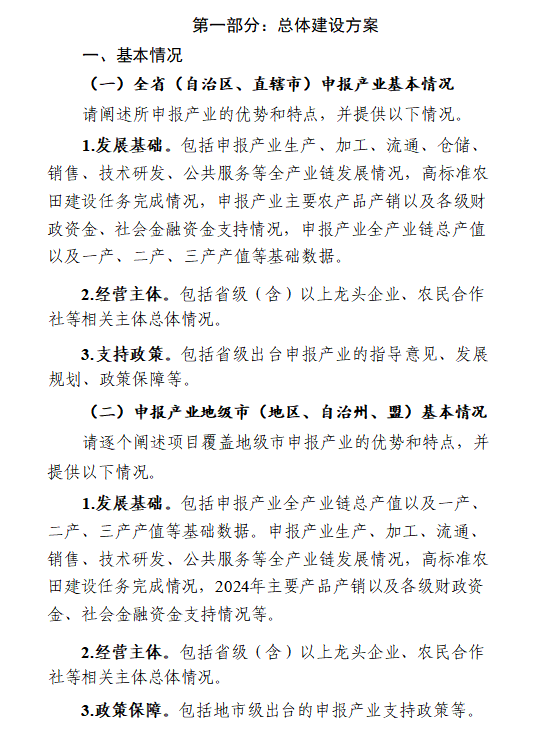 第一部分：总体建设方案
一、基本情况
（一）全省（自治区、直辖市）申报产业基本情况
请阐述所申报产业的优势和特点，并提供以下情况。
1.发展基础。包括申报产业生产、加工、流通、仓储、
销售、技术研发、公共服务等全产业链发展情况，高标准农
田建设任务完成情况，申报产业主要农产品产销以及各级财
政资金、社会金融资金支持情况，申报产业全产业链总产值
以及一产、二产、三产产值等基础数据。
2.经营主体。包括省级（含）以上龙头企业、农民合作
社等相关主体总体情况。
3.支持政策。包括省级出台申报产业的指导意见、发展
规划、政策保障等。
（二）申报产业地级市（地区、自治州、盟）基本情况
请逐个阐述项目覆盖地级市申报产业的优势和特点，并
提供以下情况。
1.发展基础。包括申报产业全产业链总产值以及一产、
二产、三产产值等基础数据。申报产业生产、加工、流通、
销售、技术研发、公共服务等全产业链发展情况，高标准农
田建设任务完成情况，2024年主要产品产销以及各级财政资
金、社会金融资金支持情况等。
2.经营主体。包括省级（含）以上龙头企业、农民合作
社等相关主体总体情况。
3.政策保障。包括地市级出台的申报产业支持政策等。